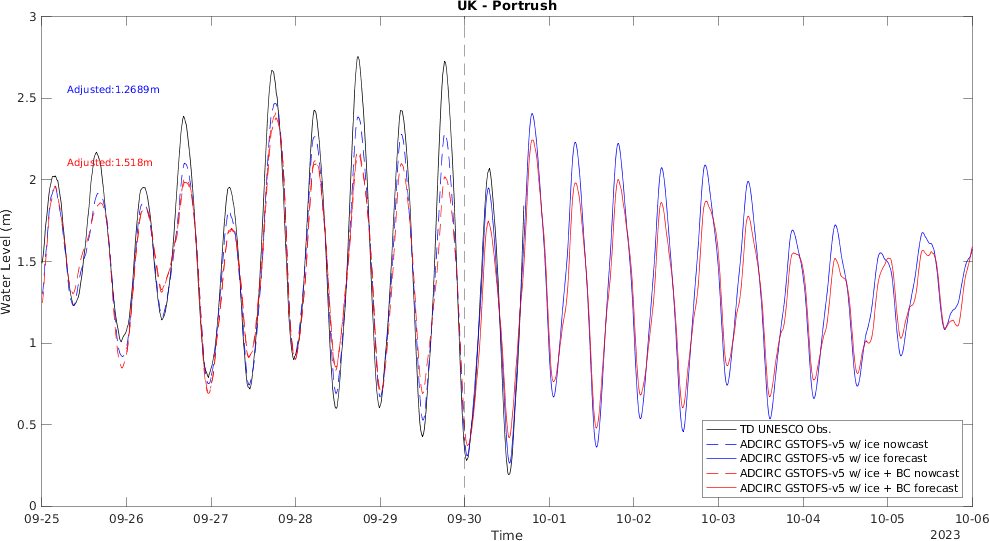 UK - Portrush
3
2.5
2
1.5
1
0.5
0
Water Level (m)
Adjusted:1.2689m
Adjusted:1.518m
TD UNESCO Obs.
ADCIRC GSTOFS-v5 w/ ice nowcast
ADCIRC GSTOFS-v5 w/ ice forecast
ADCIRC GSTOFS-v5 w/ ice + BC nowcast
ADCIRC GSTOFS-v5 w/ ice + BC forecast
09-25 09-26 09-27 09-28 09-29 09-30 10-01 10-02 10-03 10-04 10-05 10-06
Time
2023